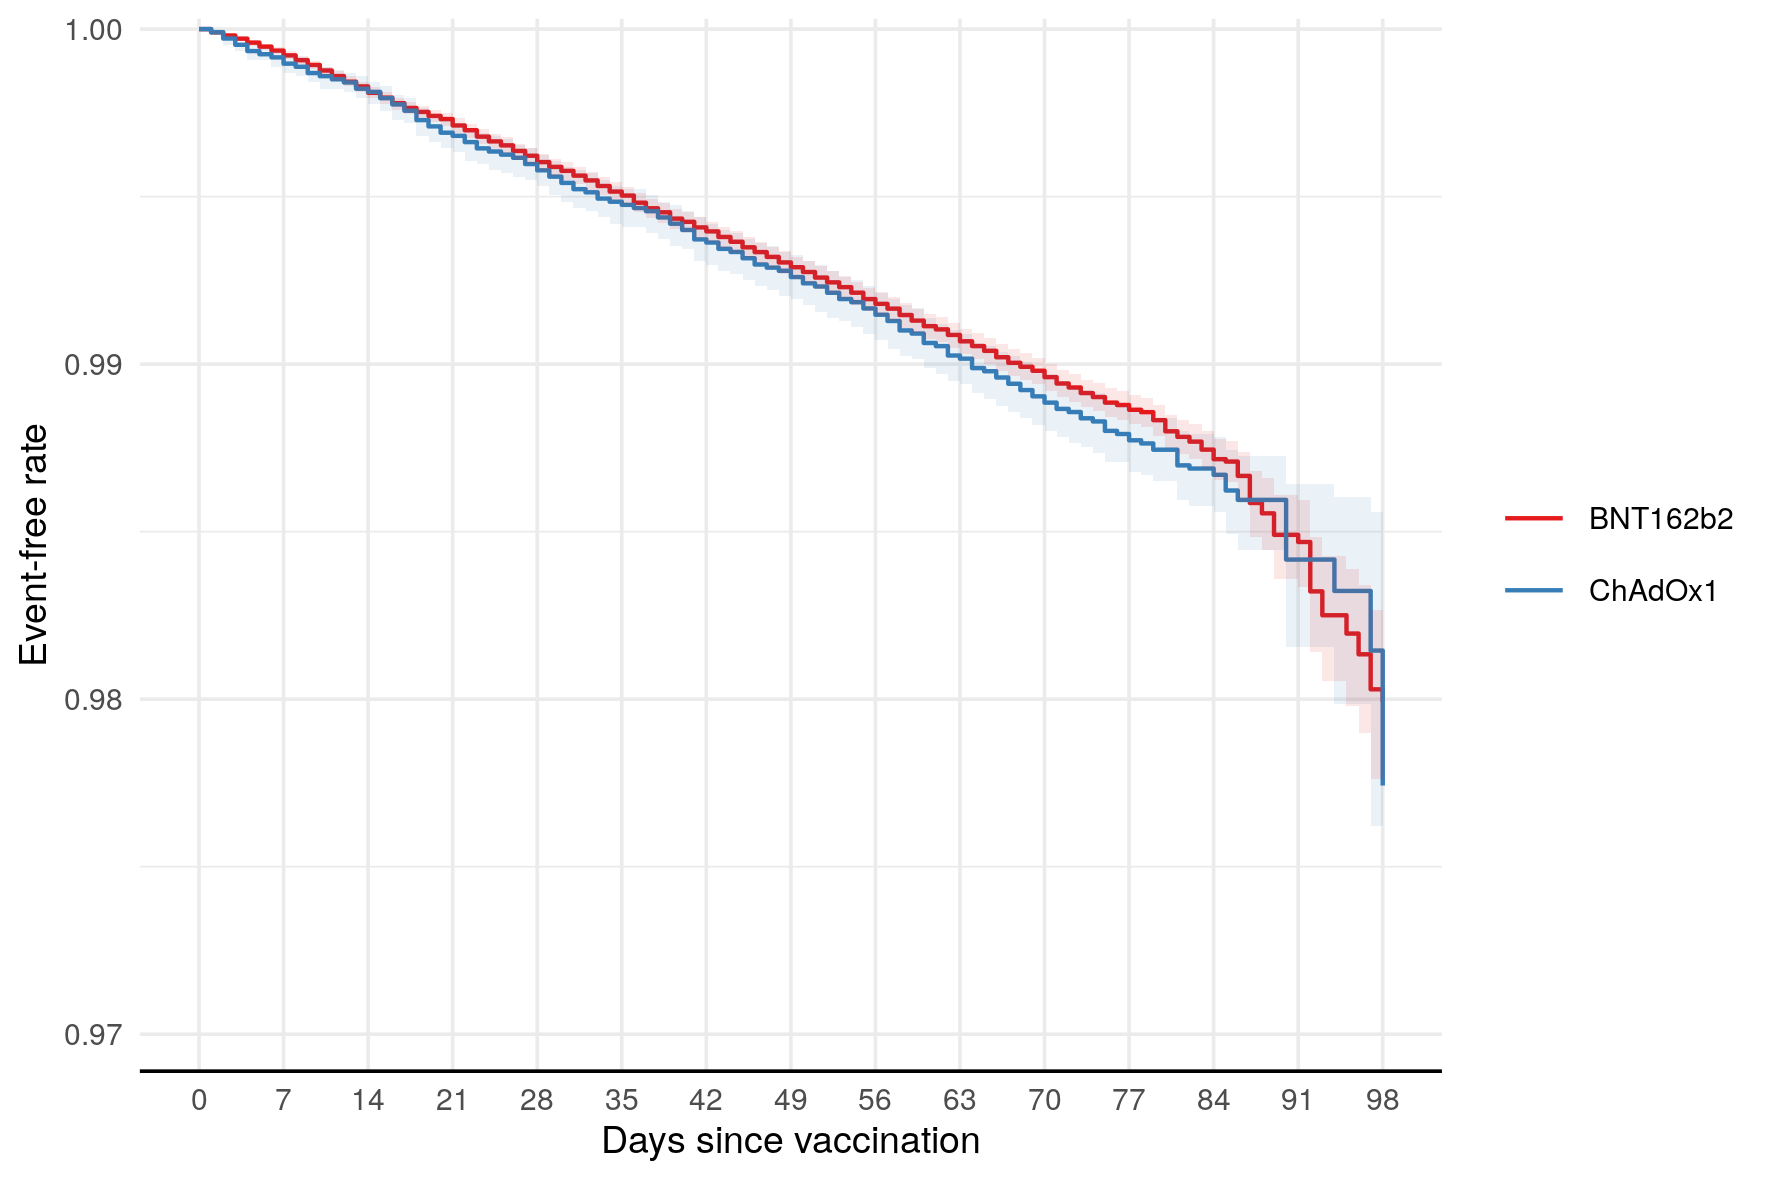 1.00
0.99
0.98
0.97
Event-free rate
0 7 14 21 28 35 42 49 56 63 70 77 84 91 98
Days since vaccination
BNT162b2
ChAdOx1